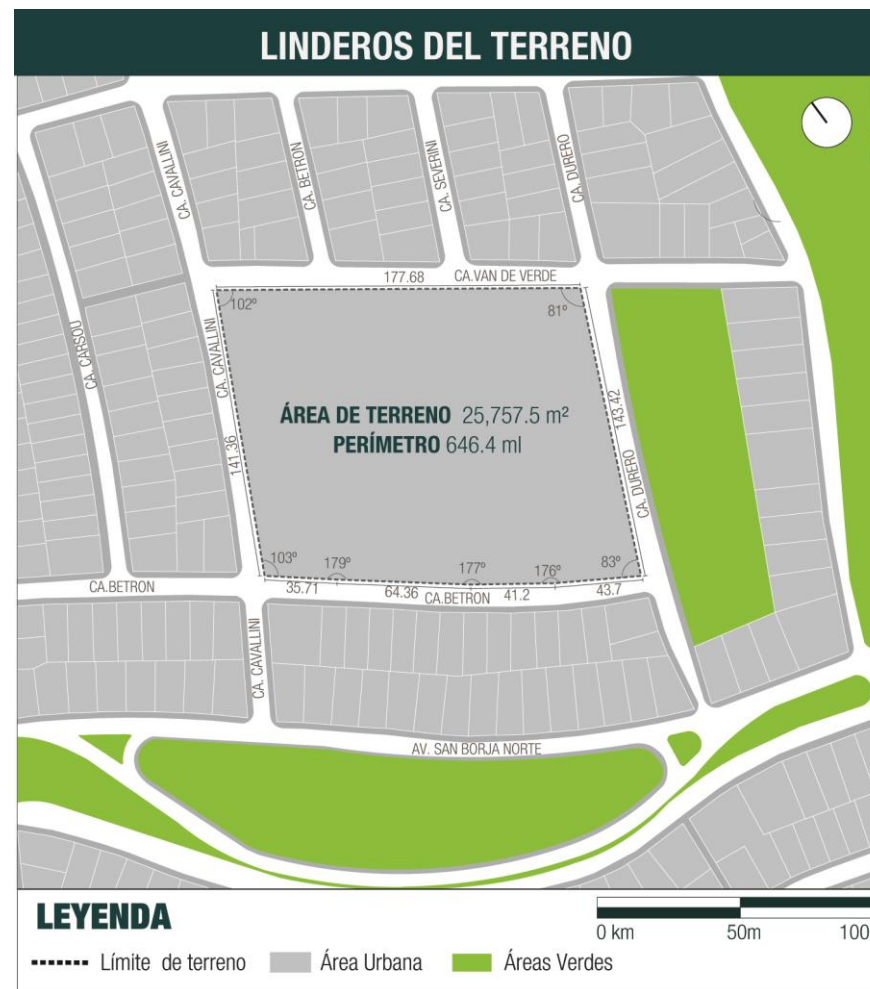 LINDEROS DEL TERRENO
CA. CAVALLINI
CA. BETRON
CA. SEVERINI
CA. DURERO
177.68
CA.VAN DE VERDE
102º
81º
CA. CARSOU
CA. CAVALLINI
ÁREA DE TERRENO 25,757.5 m²
PERÍMETRO 646.4 ml
143.42
141.36
CA. DURERO
103º
179º
177º
176º
83º
CA.BETRON
35.71
64.36
CA.BETRON
41.2
43.7
CA. CAVALLINI
AV. SAN BORJA NORTE
LEYENDA
0 km
50m
100
Límite de terreno
Área Urbana
Áreas Verdes